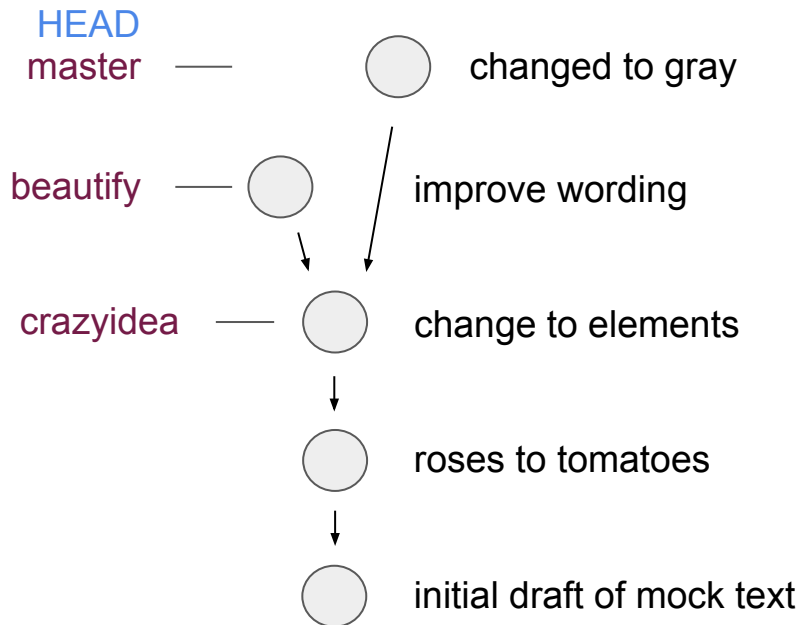 HEAD
master
changed to gray
beautify
improve wording
crazyidea
change to elements
roses to tomatoes
initial draft of mock text